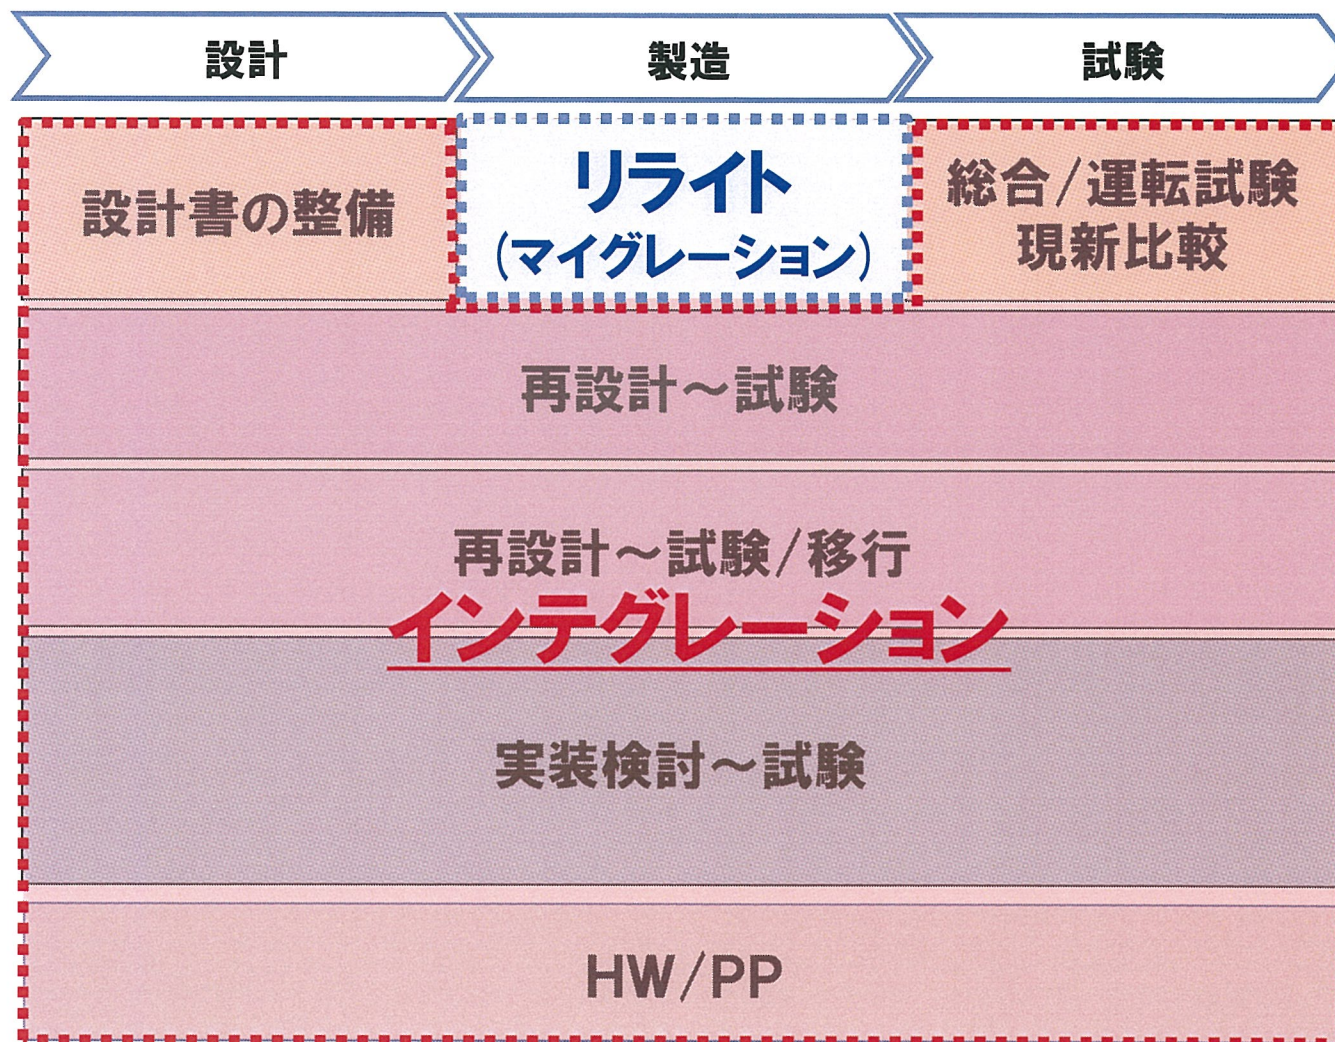 設計
製造
試験
設計書の整備
リライト
(マイグレーション)
総合/運転試験
現新比較
再設計～試験
再設計～試験/移行
インテグレーション
実装検討～試験
HW/PP